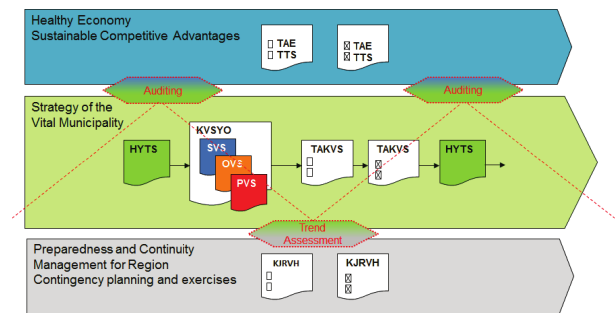 Healthy Economy
Sustainable Competitive Advantages
TAE
TTS
TAE
TTS
Auditing
Auditing
Strategy of the
Vital Municipality
KVSYO
HYTS
SVS
OVE
PVS
TAKVS
TAKVS
HYTS
Trend
Assessment
Preparedness and Continuity
Management for Region
Contingency planning and exercises
KJRVH
KJRVH